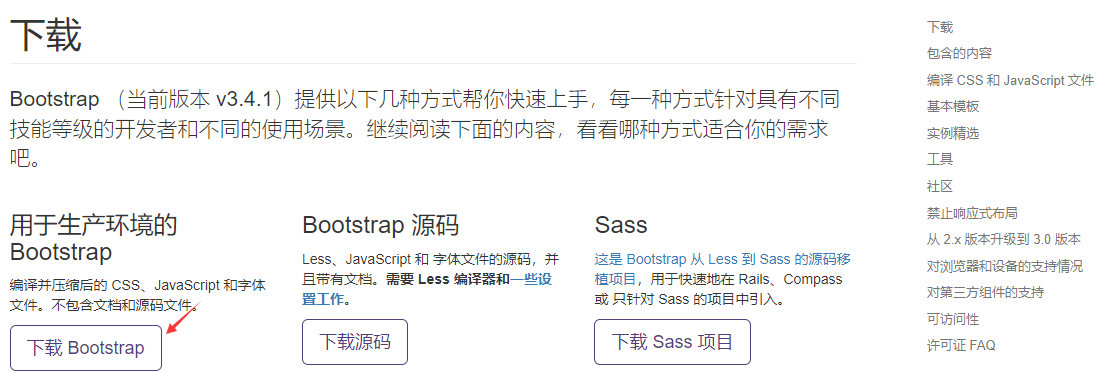 下载
Bootstrap （当前版本 v3.4.1）提供以下几种方式帮你快速上手，每一种方式针对具有不同
技能等级的开发者和不同的使用场景。继续阅读下面的内容，看看哪种方式适合你的需求
吧。
用于生产环境的
Bootstrap
编译并压缩后的 CSS、JavaScript 和字体
文件。不包含文档和源码文件。
下载 Bootstrap
Bootstrap 源码
Less、JavaScript 和 字体文件的源码，并
且带有文档。需要 Less 编译器和一些设
置工作。
下载源码
Sass
这是 Bootstrap 从 Less 到 Sass 的源码移
植项目，用于快速地在 Rails、Compass
或 只针对 Sass 的项目中引入。
下载 Sass 项目
下载
包含的内容
编译 CSS 和 JavaScript 文件
基本模板
实例精选
工具
社区
禁止响应式布局
从 2.x 版本升级到 3.0 版本
对浏览器和设备的支持情况
对第三方组件的支持
可访问性
许可证 FAQ